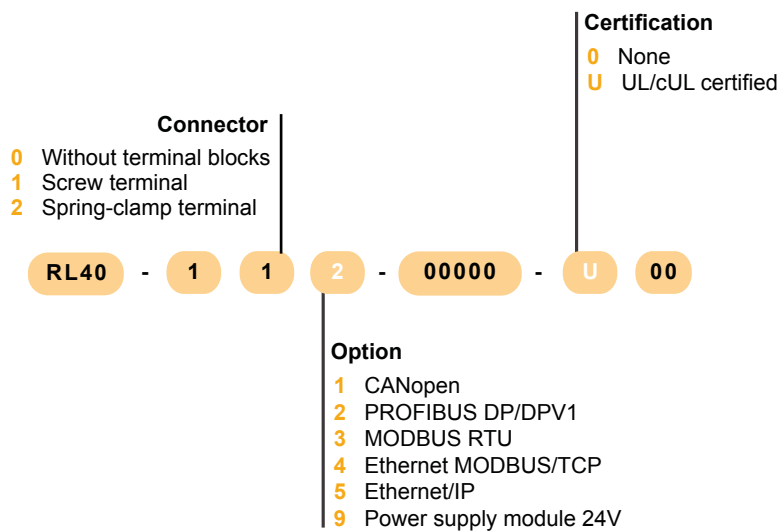 Certification
0 None
U UL/cUL certified
Connector
0 Without terminal blocks
1 Screw terminal
2 Spring-clamp terminal
RL40 - 1 1 2 - 00000 - U 00
Option
1 CANopen
2 PROFIBUS DP/DPV1
3 MODBUS RTU
4 Ethernet MODBUS/TCP
5 Ethernet/IP
9 Power supply module 24V